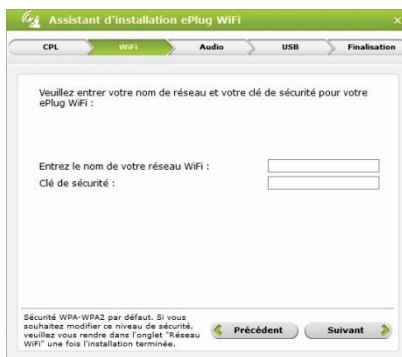 Assistant d'installation ePlug WiFi
CPL WiFi Audio USB Finalisation
Veuillez entrer votre nom de réseau et votre clé de sécurité pour votre
ePlug WiFi :
Entrez le nom de votre réseau WiFi :
Clé de sécurité :
Sécurité WPA-WPA2 par défaut. Si vous
souhaitez modifier ce niveau de sécurité,
veuillez vous rendre dans l'onglet "Réseau
WiFi" une fois l'installation terminée.
Précédent Suivant